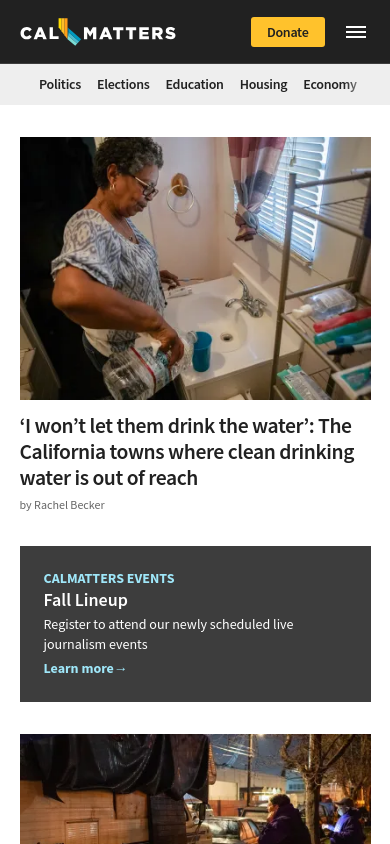 CALMATTERS
Donate
Politics Elections Education Housing Economy
‘I won’t let them drink the water’: The
California towns where clean drinking
water is out of reach
by Rachel Becker
CALMATTERS EVENTS
Fall Lineup
Register to attend our newly scheduled live
journalism events
Learn more→